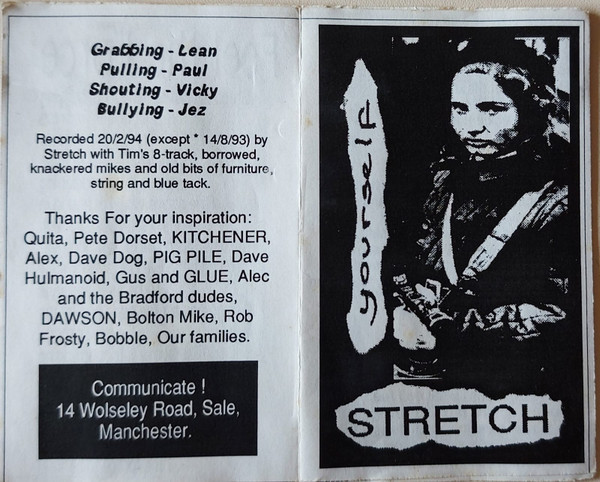 Grabbing - Lean
Pulling - Paul
Shouting - Vicky
Bullying - Jez
Recorded 20/2/94 (except * 14/8/93) by
Stretch with Tim's 8-track, borrowed,
knackered mikes and old bits of furniture,
string and blue tack.
Thanks For your inspiration:
Quita, Pete Dorset, KITCHENER,
Alex, Dave Dog, PIG PILE, Dave
Hulmanoid, Gus and GLUE, Alec
and the Bradford dudes,
DAWSON, Bolton Mike, Rob
Frosty, Bobble, Our families.
Communicate !
14 Wolseley Road, Sale,
Manchester.
yourself
STRETCH